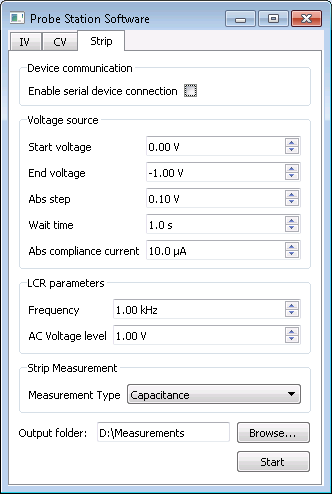 Probe Station Software
IV CV Strip
Device communication
Enable serial device connection
Voltage source
Start voltage 0.00 V
End voltage -1.00 V
Abs step 0.10 V
Wait time 1.0 s
Abs compliance current 10.0 µA
LCR parameters
Frequency 1.00 kHz
AC Voltage level 1.00 V
Strip Measurement
Measurement Type Capacitance
Output folder: D:\Measurements Browse...
Start